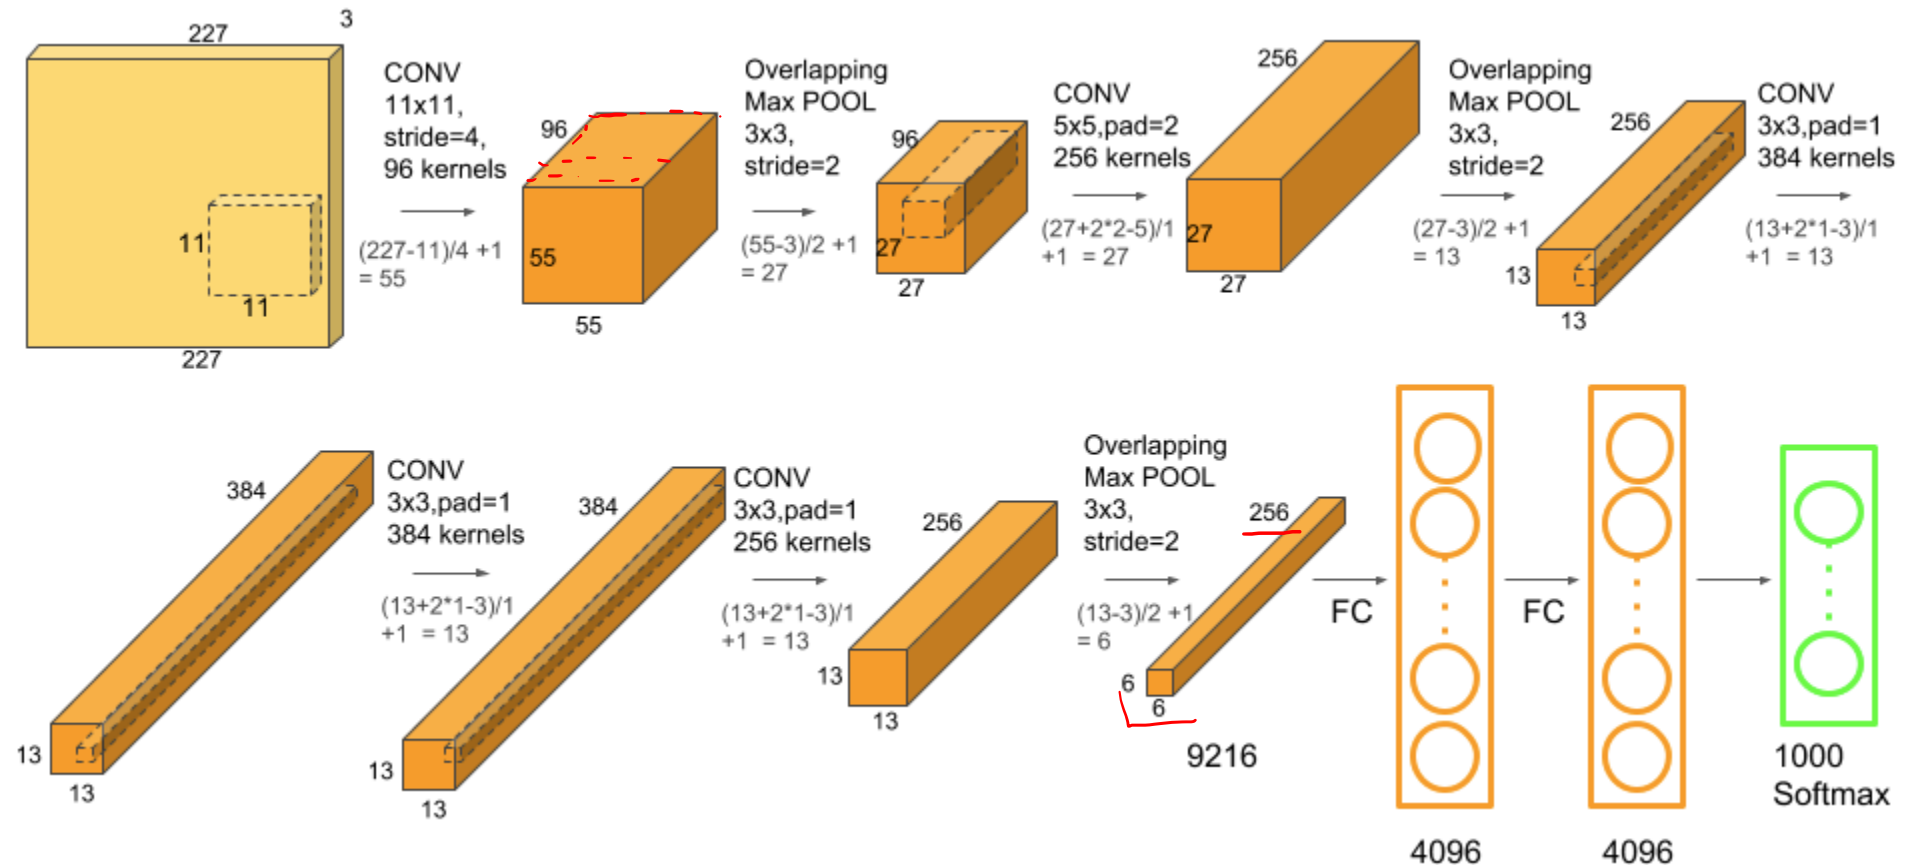 227
3
11
11
227
CONV
11x11,
stride=4,
96 kernels
(227-11)/4 +1
= 55
96
55
55
Overlapping
Max POOL
3x3,
stride=2
(55-3)/2 +1
= 27
96
27
27
CONV
5x5,pad=2
256 kernels
(27+2*2-5)/1
+1 = 27
256
27
27
Overlapping
Max POOL
3x3,
stride=2
(27-3)/2 +1
= 13
256
13
13
CONV
3x3,pad=1
384 kernels
(13+2*1-3)/1
+1 = 13
384
13
13
CONV
3x3,pad=1
384 kernels
(13+2*1-3)/1
+1 = 13
384
13
13
CONV
3x3,pad=1
256 kernels
(13+2*1-3)/1
+1 = 13
256
13
13
Overlapping
Max POOL
3x3,
stride=2
(13-3)/2 +1
= 6
256
6
6
9216
FC
4096
FC
4096
1000
Softmax